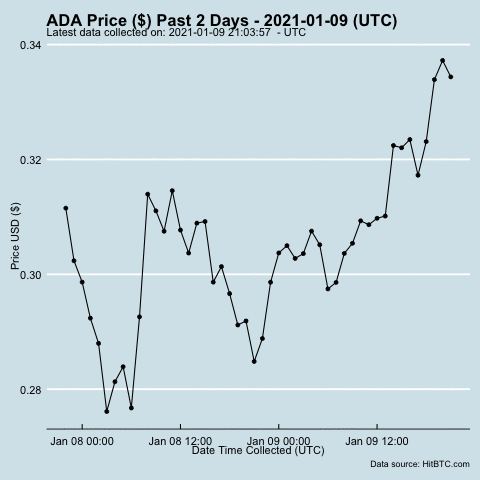 ADA Price ($) Past 2 Days - 2021-01-09 (UTC)
Latest data collected on: 2021-01-09 21:03:57 - UTC
0.34
0.32
0.30
0.28
Price USD ($)
Jan 08 00:00 Jan 08 12:00 Jan 09 00:00 Jan 09 12:00
Date Time Collected (UTC)
Data source: HitBTC.com